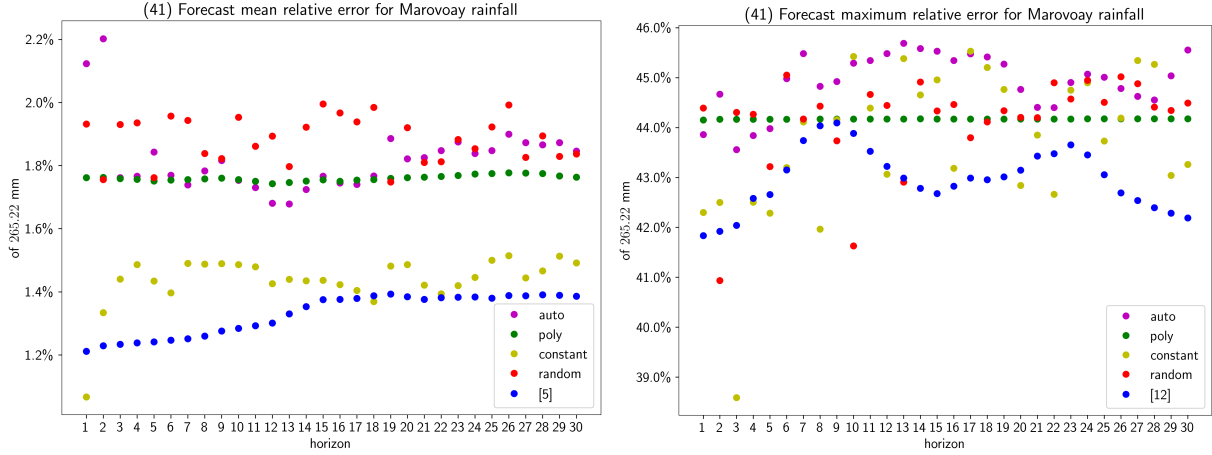 (41) Forecast mean relative error for Marovoay rainfall
2.2%
2.0%
1.8%
1.6%
1.4%
1.2%
of 265.22 mm
auto
poly
constant
random
[5]
1 2 3 4 5 6 7 8 9 10 11 12 13 14 15 16 17 18 19 20 21 22 23 24 25 26 27 28 29 30
horizon
(41) Forecast maximum relative error for Marovoay rainfall
46.0%
45.0%
44.0%
43.0%
42.0%
41.0%
40.0%
39.0%
of 265.22 mm
auto
poly
constant
random
[12]
1 2 3 4 5 6 7 8 9 10 11 12 13 14 15 16 17 18 19 20 21 22 23 24 25 26 27 28 29 30
horizon